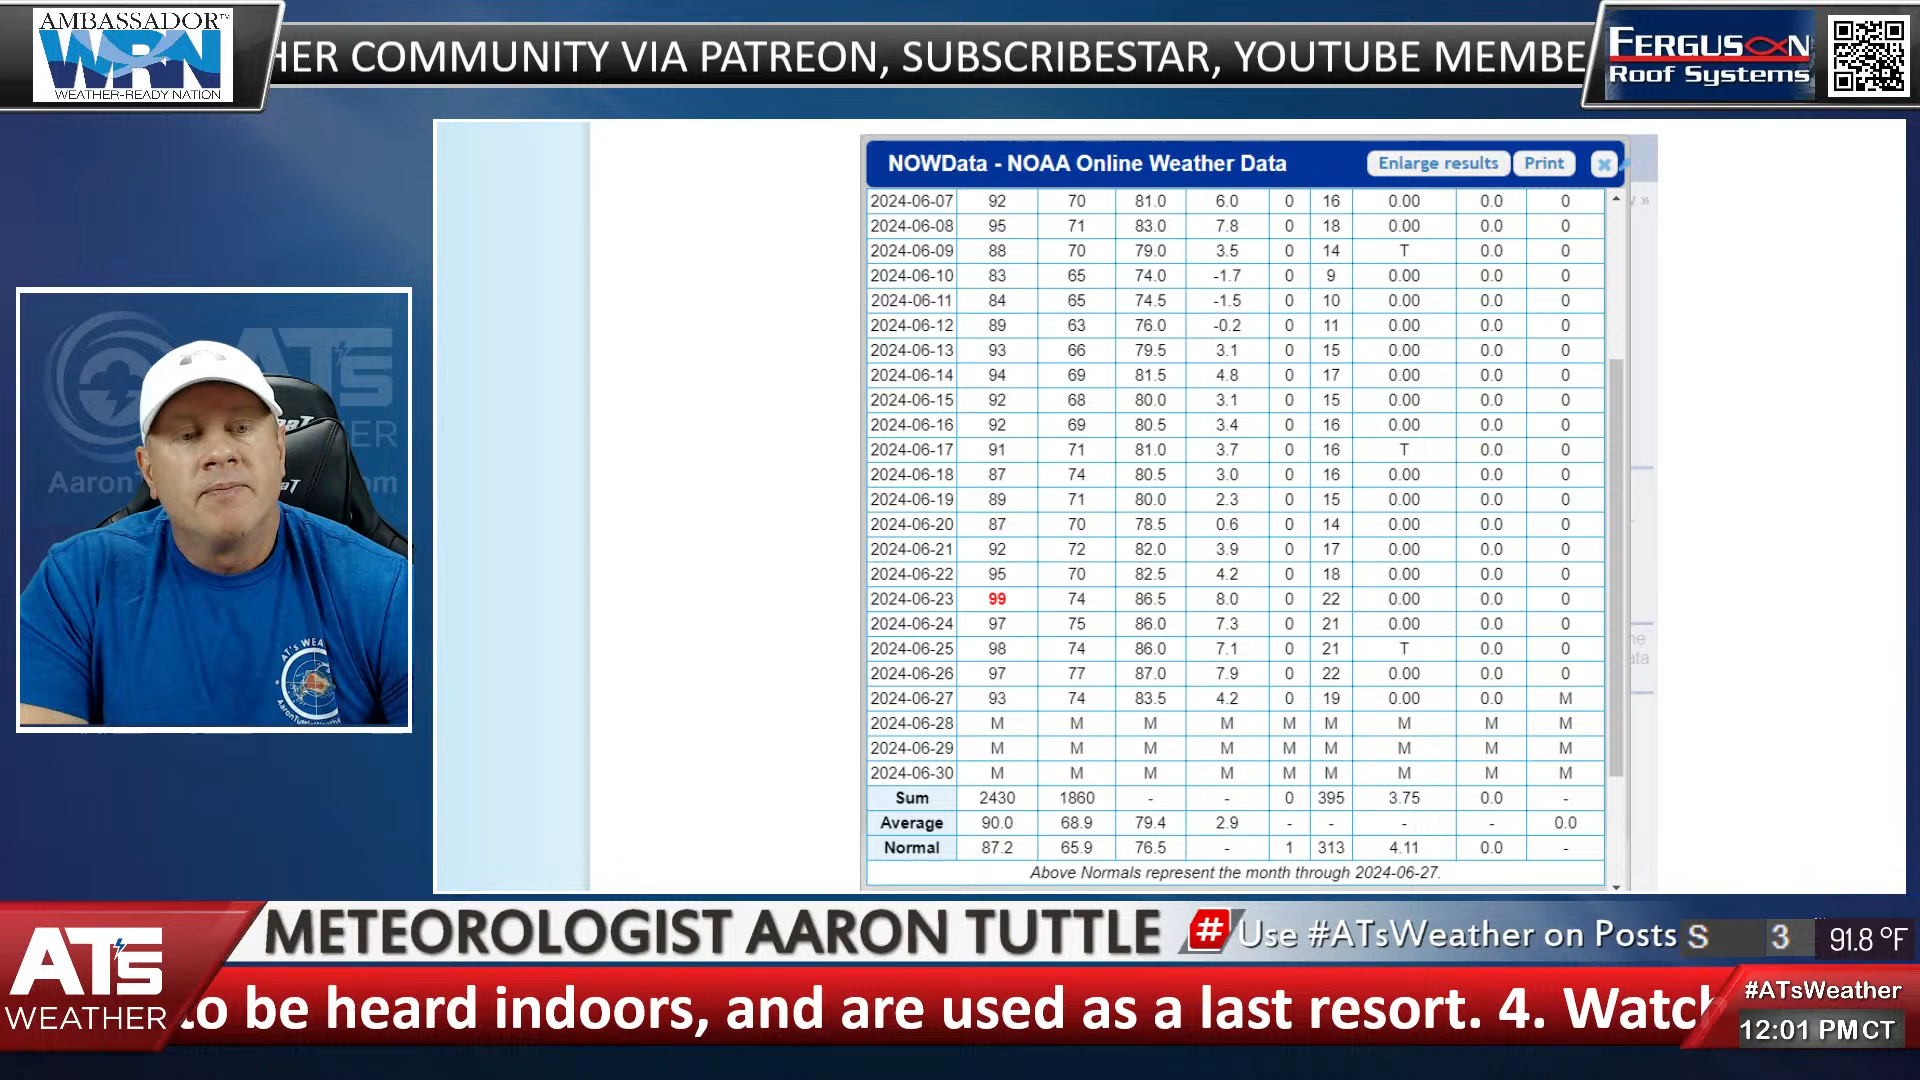 AMBASSADOR™
WRN
WEATHER-READY NATION
HER COMMUNITY VIA PATREON, SUBSCRIBESTAR, YOUTUBE MEMBE
FERGUSON
Roof Systems
NOWData - NOAA Online Weather Data
Enlarge results
Print
2024-06-07 92 70 81.0 6.0 0 16 0.00 0.0 0
2024-06-08 95 71 83.0 7.8 0 18 0.00 0.0 0
2024-06-09 88 70 79.0 3.5 0 14 T 0.0 0
2024-06-10 83 65 74.0 -1.7 0 9 0.00 0.0 0
2024-06-11 84 65 74.5 -1.5 0 10 0.00 0.0 0
2024-06-12 89 63 76.0 -0.2 0 11 0.00 0.0 0
2024-06-13 93 66 79.5 3.1 0 15 0.00 0.0 0
2024-06-14 94 69 81.5 4.8 0 17 0.00 0.0 0
2024-06-15 92 68 80.0 3.1 0 15 0.00 0.0 0
2024-06-16 92 69 80.5 3.4 0 16 0.00 0.0 0
2024-06-17 91 71 81.0 3.7 0 16 T 0.0 0
2024-06-18 87 74 80.5 3.0 0 16 0.00 0.0 0
2024-06-19 89 71 80.0 2.3 0 15 0.00 0.0 0
2024-06-20 87 70 78.5 0.6 0 14 0.00 0.0 0
2024-06-21 92 72 82.0 3.9 0 17 0.00 0.0 0
2024-06-22 95 70 82.5 4.2 0 18 0.00 0.0 0
2024-06-23 99 74 86.5 8.0 0 22 0.00 0.0 0
2024-06-24 97 75 86.0 7.3 0 21 0.00 0.0 0
2024-06-25 98 74 86.0 7.1 0 21 T 0.0 0
2024-06-26 97 77 87.0 7.9 0 22 0.00 0.0 0
2024-06-27 93 74 83.5 4.2 0 19 0.00 0.0 M
2024-06-28 M M M M M M M M M
2024-06-29 M M M M M M M M M
2024-06-30 M M M M M M M M M
Sum 2430 1860 - - 0 395 3.75 0.0 -
Average 90.0 68.9 79.4 2.9 - - - - 0.0
Normal 87.2 65.9 76.5 - 1 313 4.11 0.0 -
Above Normals represent the month through 2024-06-27.
ATs
WEATHER
METEOROLOGIST AARON TUTTLE
# Use #ATsWeather on Posts
S 3
91.8 °F
to be heard indoors, and are used as a last resort. 4. Watch
#ATsWeather
12:01 PM CT